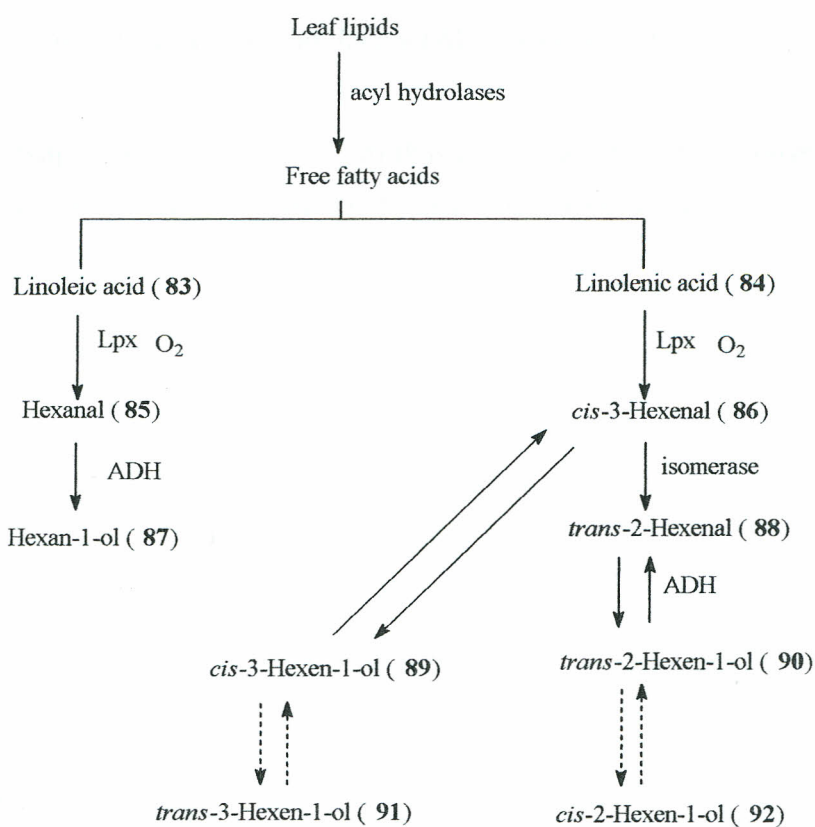 Leaf lipids
acyl hydrolases
Free fatty acids
Linoleic acid ( 83)
Linolenic acid ( 84)
Lpx O2
Lpx O2
Hexanal ( 85)
cis-3-Hexenal ( 86)
ADH
isomerase
Hexan-1-ol ( 87)
trans-2-Hexenal ( 88)
ADH
cis-3-Hexen-1-ol ( 89)
trans-2-Hexen-1-ol ( 90)
trans-3-Hexen-1-ol ( 91)
cis-2-Hexen-1-ol ( 92)